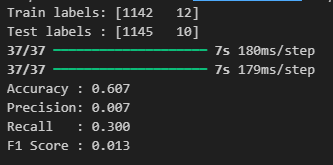 Train labels: [1142   12]
Test labels : [1145   10]
37/37 ━━━━━━━━━━━━━━━━━━━━ 7s 180ms/step
37/37 ━━━━━━━━━━━━━━━━━━━━ 7s 179ms/step
Accuracy : 0.607
Precision: 0.007
Recall   : 0.300
F1 Score : 0.013